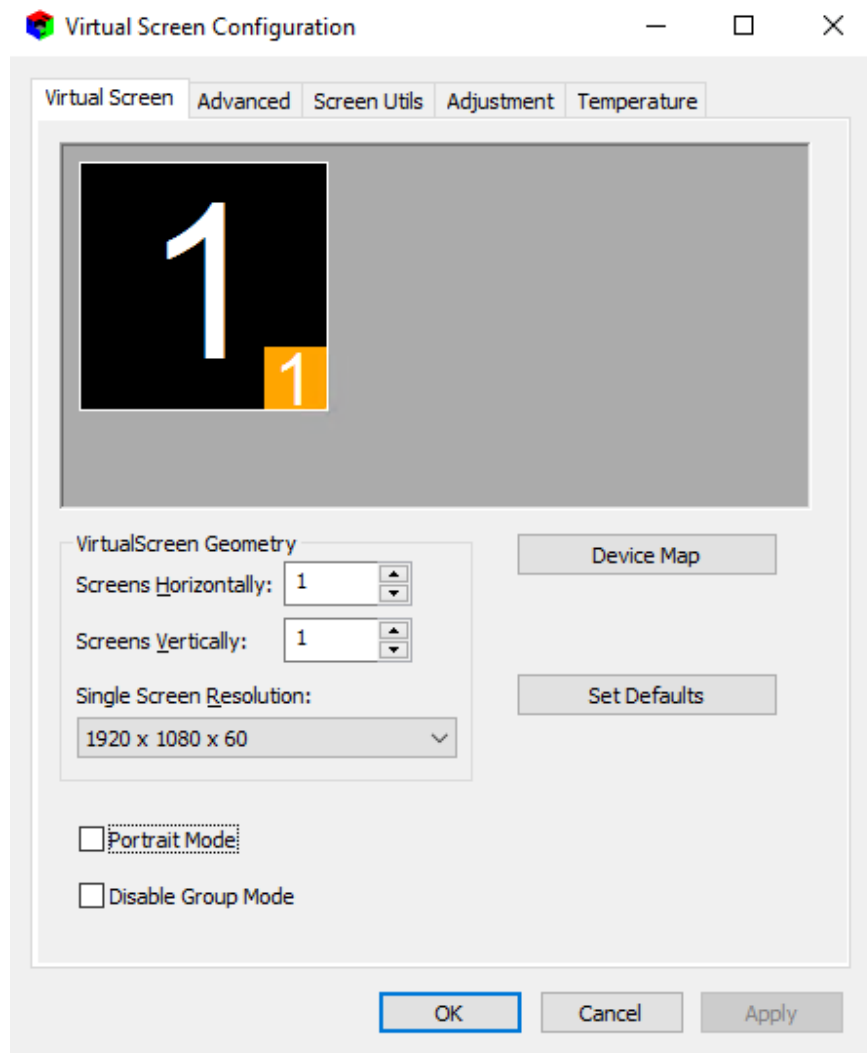 Virtual Screen Configuration
Virtual Screen Advanced Screen Utils Adjustment Temperature
1
1
VirtualScreen Geometry
Device Map
Screens Horizontally: 1
Screens Vertically: 1
Single Screen Resolution:
Set Defaults
1920 x 1080 x 60
Portrait Mode
Disable Group Mode
OK Cancel Apply